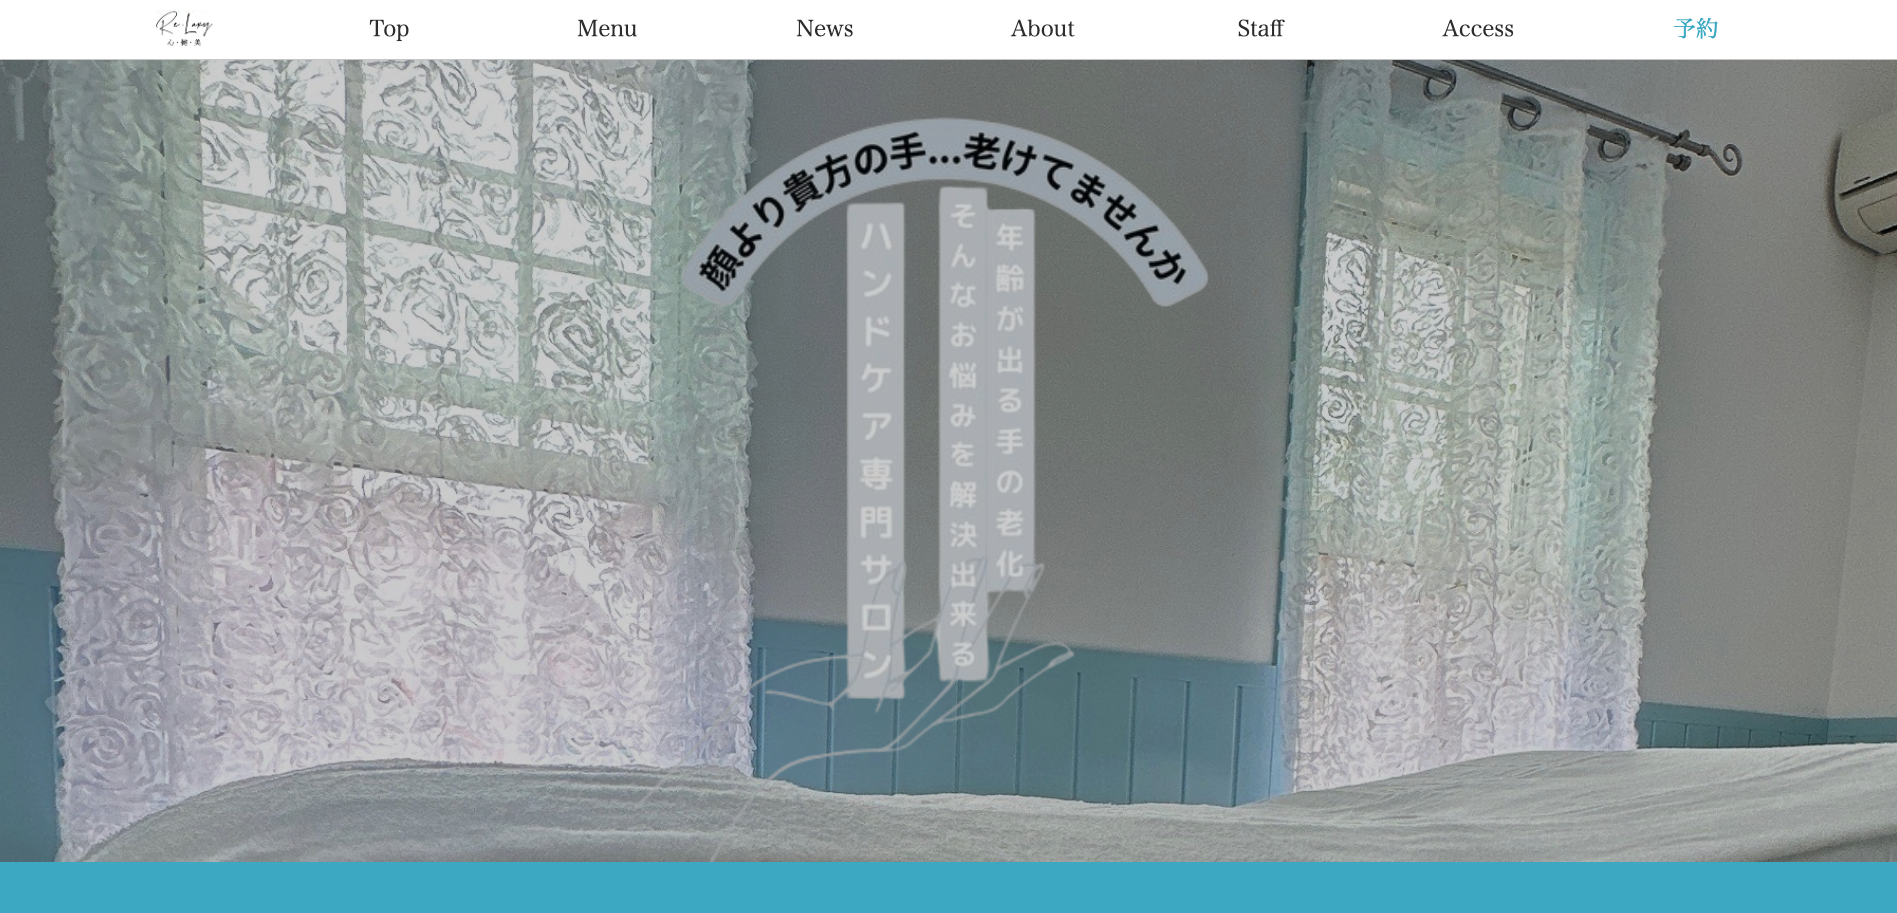 Re・Laxy
心・樹・美
Top
Menu
News
About
Staff
Access
予約
顔より貴方の手...老けてませんか
年齢が出る手の老化
そんなお悩みを解決出来る
ハンドケア専門サロン